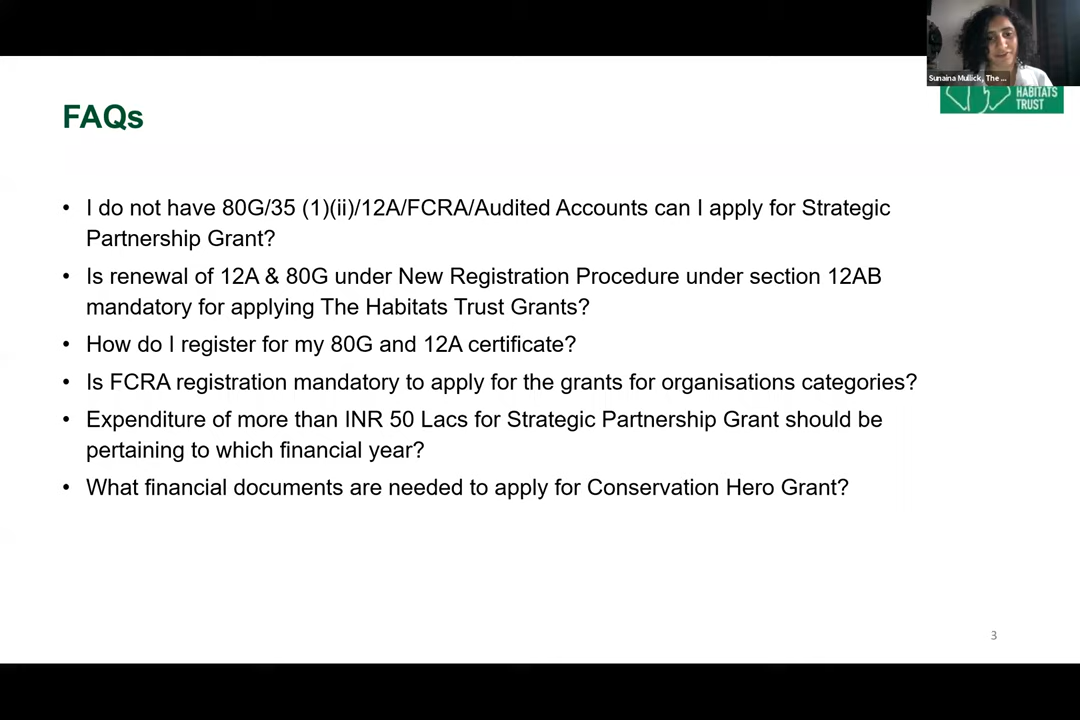 Sunaina Mullick, The ...
HABITATS
TRUST
FAQs
• I do not have 80G/35 (1)(ii)/12A/FCRA/Audited Accounts can I apply for Strategic
Partnership Grant?
• Is renewal of 12A & 80G under New Registration Procedure under section 12AB
mandatory for applying The Habitats Trust Grants?
• How do I register for my 80G and 12A certificate?
• Is FCRA registration mandatory to apply for the grants for organisations categories?
• Expenditure of more than INR 50 Lacs for Strategic Partnership Grant should be
pertaining to which financial year?
• What financial documents are needed to apply for Conservation Hero Grant?
3